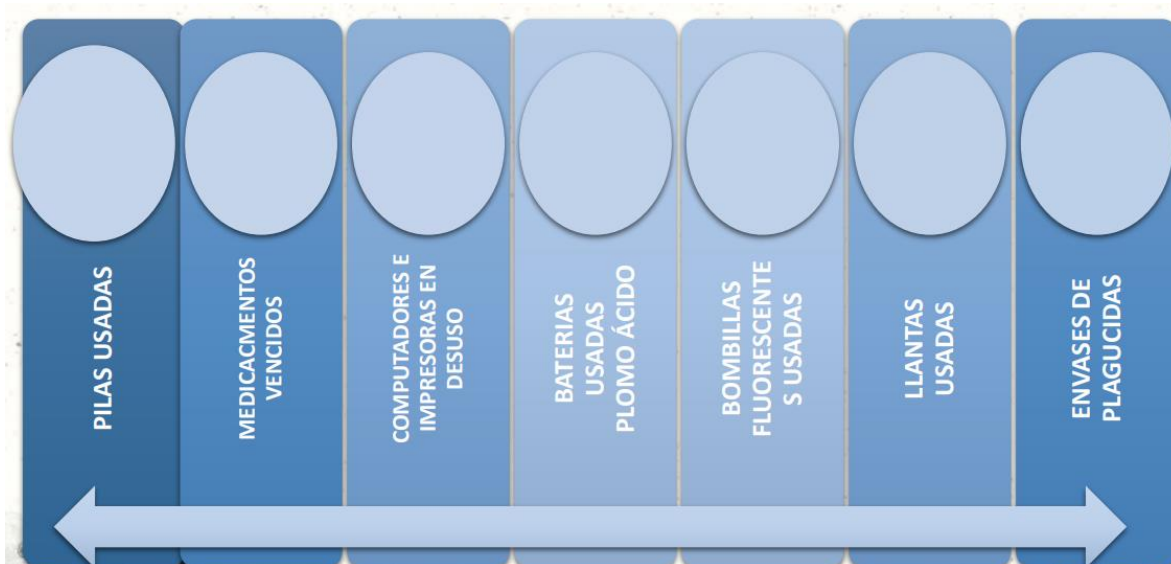 PILAS USADAS
MEDICACMENTOS
VENCIDOS
COMPUTADORES E
IMPRESORAS EN
DESUSO
BATERIAS
USADAS
PLOMO ÁCIDO
BOMBILLAS
FLUORESCENTE
S USADAS
LLANTAS
USADAS
ENVASES DE
PLAGUCIDAS